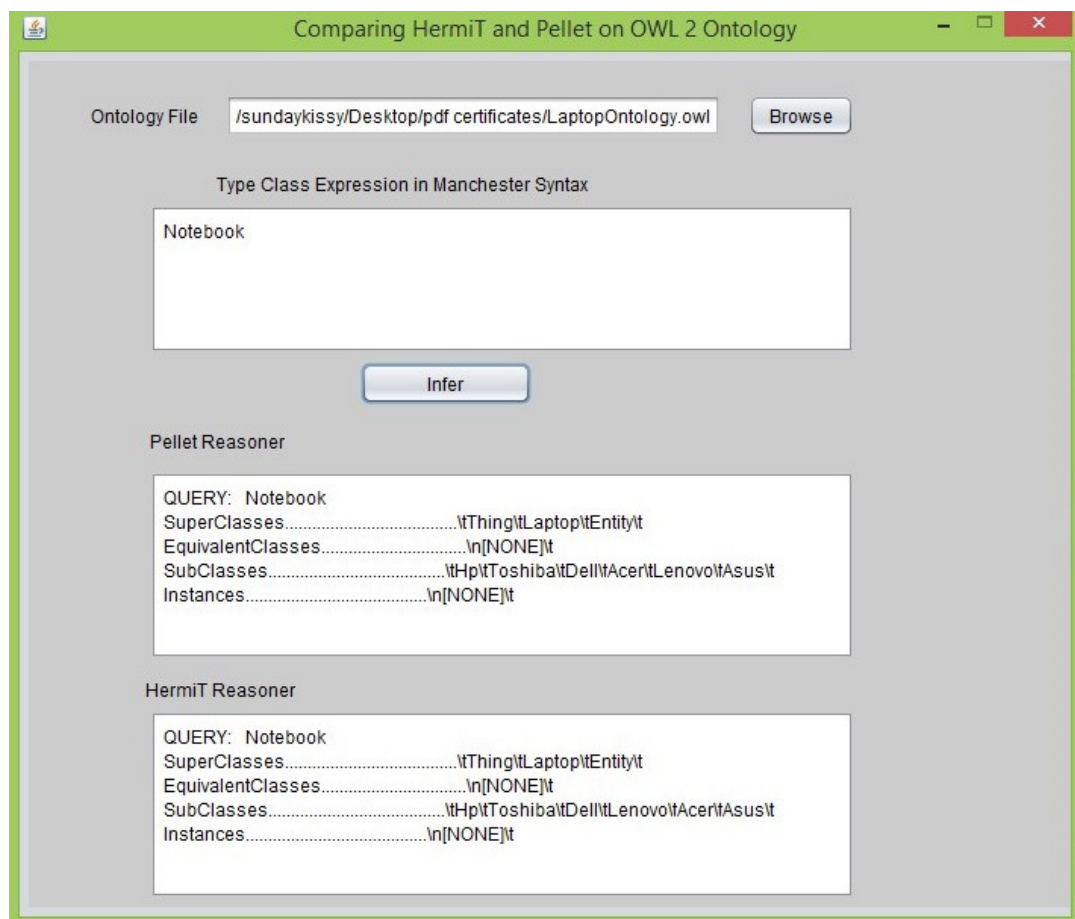 Comparing HermiT and Pellet on OWL 2 Ontology
Ontology File /sundaykissy/Desktop/pdf certificates/LaptopOntology.owl Browse
Type Class Expression in Manchester Syntax
Notebook
Infer
Pellet Reasoner
QUERY: Notebook
SuperClasses......................................\tThing\tLaptop\tEntity\t
EquivalentClasses................................\n[NONE]\t
SubClasses.......................................\tHp\tToshiba\tDell\tAcer\tLenovo\tAsus\t
Instances........................................\n[NONE]\t
HermiT Reasoner
QUERY: Notebook
SuperClasses......................................\tThing\tLaptop\tEntity\t
EquivalentClasses................................\n[NONE]\t
SubClasses.......................................\tHp\tToshiba\tDell\tLenovo\tAcer\tAsus\t
Instances........................................\n[NONE]\t